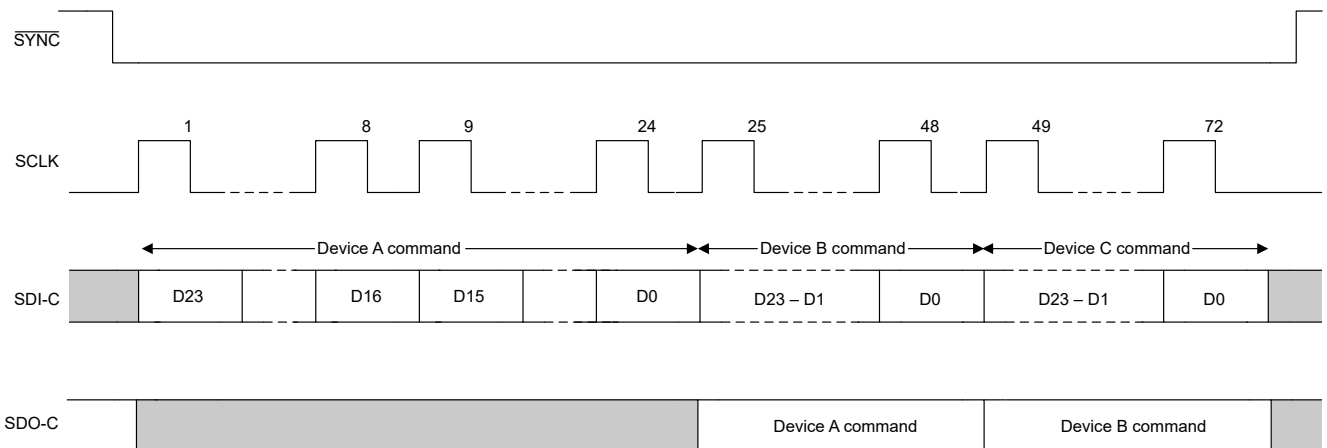 SYNC
1 8 9 24 25 48 49 72
SCLK
Device A command Device B command Device C command
SDI-C D23 D16 D15 D0 D23 – D1 D0 D23 – D1 D0
SDO-C Device A command Device B command